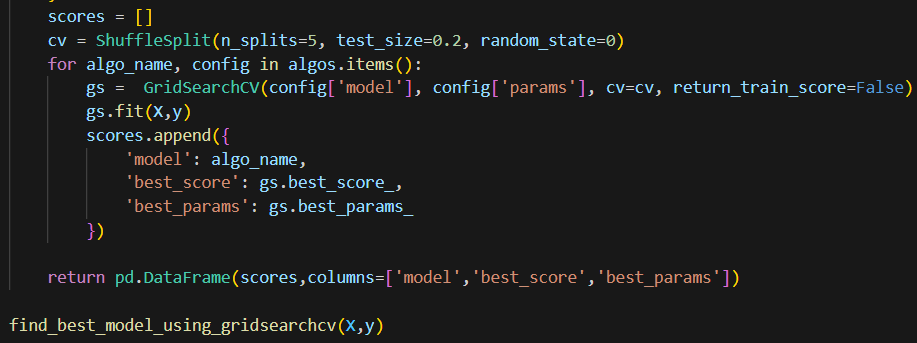 scores = []
cv = ShuffleSplit(n_splits=5, test_size=0.2, random_state=0)
for algo_name, config in algos.items():
gs =  GridSearchCV(config['model'], config['params'], cv=cv, return_train_score=False)
gs.fit(X,y)
scores.append({
'model': algo_name,
'best_score': gs.best_score_,
'best_params': gs.best_params_
})
return pd.DataFrame(scores,columns=['model','best_score','best_params'])
find_best_model_using_gridsearchcv(X,y)